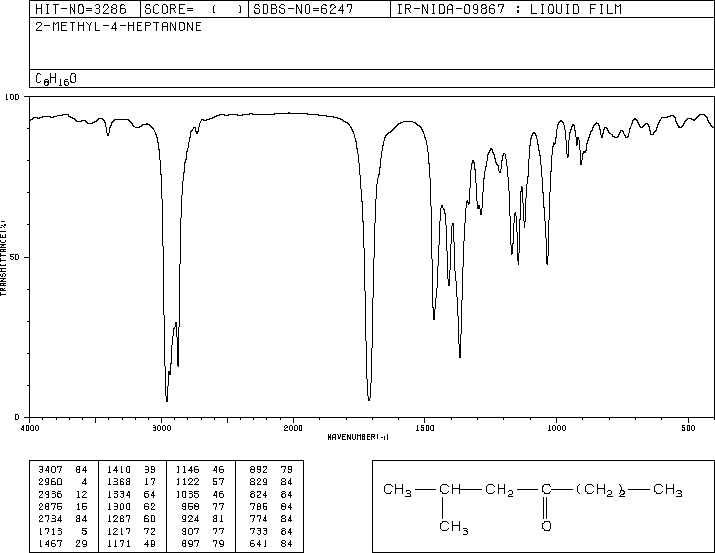 HIT-NO=3286 SCORE= ( ) SDBS-NO=6247 IR-NIDA-09867 : LIQUID FILM
2-METHYL-4-HEPTANONE
C8H16O
100
50
0
TRANSMITTANCE(%)
4000 3000 2000 1500 1000 500
WAVENUMBER(-1)
3407 84 1410 39 1146 46 892 79
2960 4 1368 17 1122 57 829 84
2936 12 1334 64 1035 46 824 84
2875 15 1300 62 958 77 786 84
2734 84 1287 60 924 81 774 84
1713 5 1217 72 907 77 733 84
1467 29 1171 49 897 79 641 84
CH3 CH CH2 C (CH2)2 CH3
CH3 O